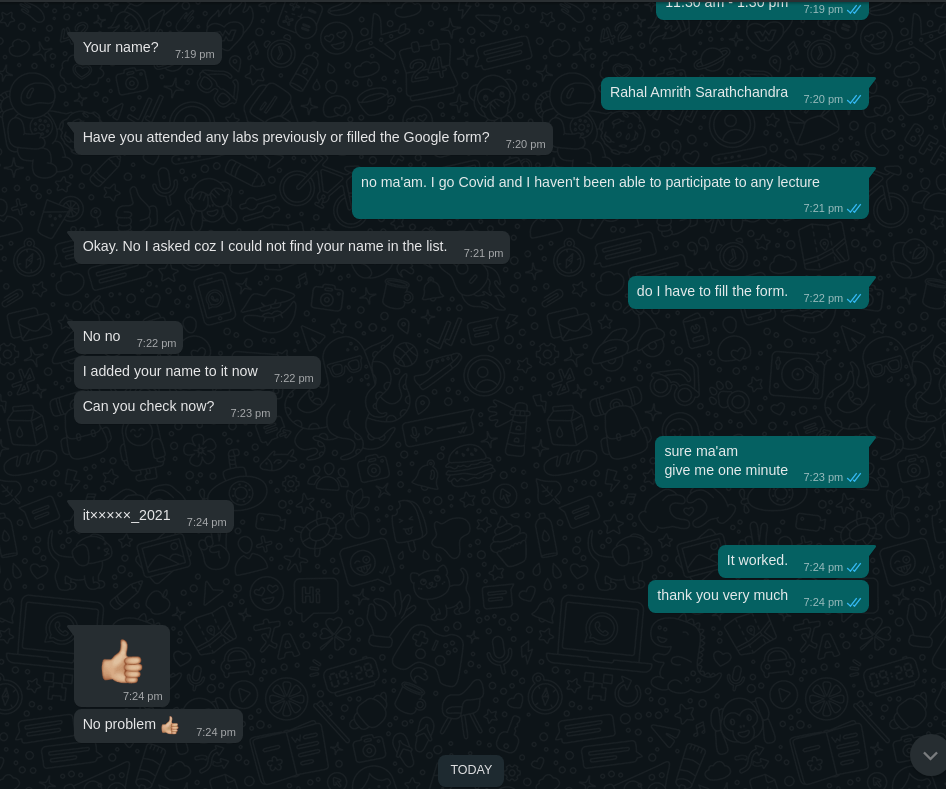 11:30 am - 1:30 pm
7:19 pm
Your name?
7:19 pm
Rahal Amrith Sarathchandra
7:20 pm
Have you attended any labs previously or filled the Google form?
7:20 pm
no ma'am. I go Covid and I haven't been able to participate to any lecture
7:21 pm
Okay. No I asked coz I could not find your name in the list.
7:21 pm
do I have to fill the form.
7:22 pm
No no
7:22 pm
I added your name to it now
7:22 pm
Can you check now?
7:23 pm
sure ma'am
give me one minute
7:23 pm
it×××××_2021
7:24 pm
It worked.
7:24 pm
thank you very much
7:24 pm
👍🏼
7:24 pm
No problem 👍🏼
7:24 pm
TODAY